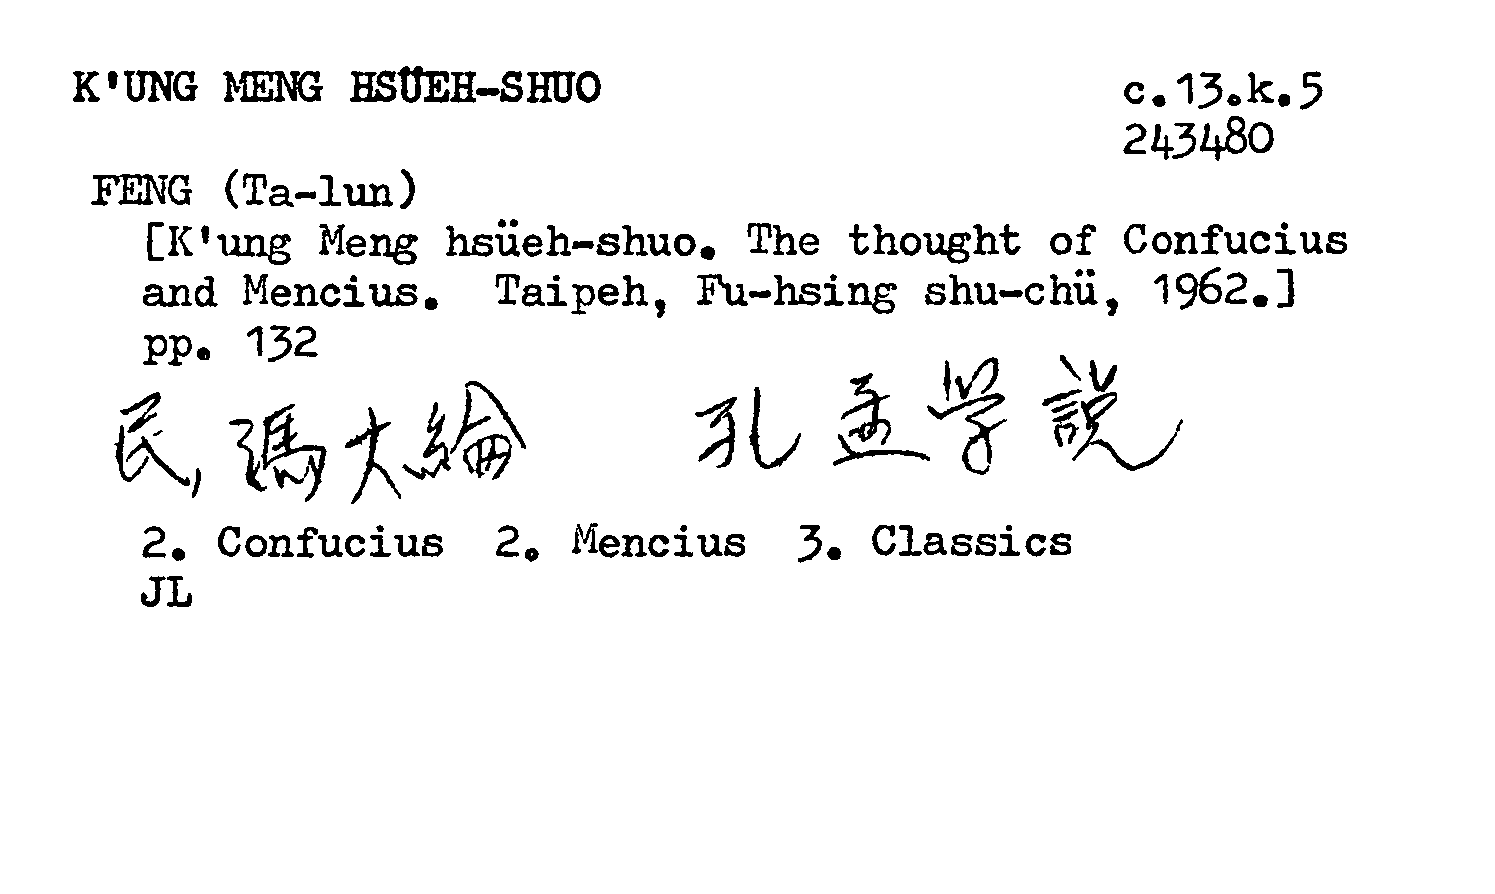 K'UNG MENG HSÜEH-SHUO c.13.k.5
243480
FENG (Ta-lun)
[K'ung Meng hsüeh-shuo. The thought of Confucius
and Mencius. Taipeh, Fu-hsing shu-chü, 1962.]
pp. 132
民, 馮大綸 孔孟学説
2. Confucius 2. Mencius 3. Classics
JL